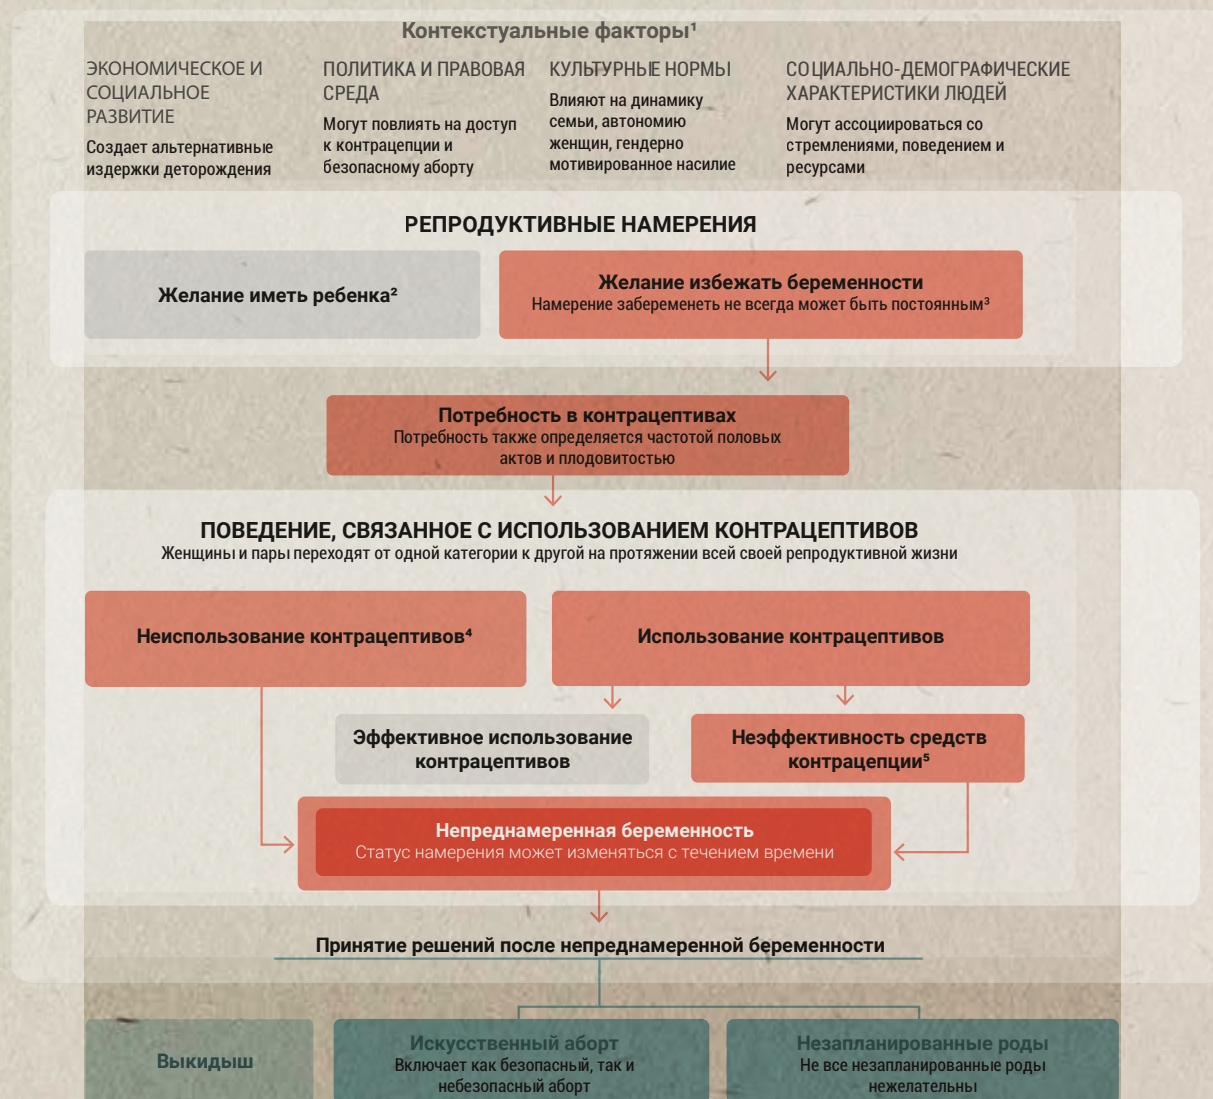 Контекстуальные факторы¹
ЭКОНОМИЧЕСКОЕ И
СОЦИАЛЬНОЕ
РАЗВИТИЕ
Создает альтернативные
издержки деторождения
ПОЛИТИКА И ПРАВОВАЯ
СРЕДА
Могут повлиять на доступ
к контрацепции и
безопасному аборту
КУЛЬТУРНЫЕ НОРМЫ
Влияют на динамику
семьи, автономию
женщин, гендерно
мотивированное насилие
СОЦИАЛЬНО-ДЕМОГРАФИЧЕСКИЕ
ХАРАКТЕРИСТИКИ ЛЮДЕЙ
Могут ассоциироваться со
стремлениями, поведением и
ресурсами
РЕПРОДУКТИВНЫЕ НАМЕРЕНИЯ
Желание иметь ребенка²
Желание избежать беременности
Намерение забеременеть не всегда может быть постоянным³
Потребность в контрацептивах
Потребность также определяется частотой половых
актов и плодовитостью
ПОВЕДЕНИЕ, СВЯЗАННОЕ С ИСПОЛЬЗОВАНИЕМ КОНТРАЦЕПТИВОВ
Женщины и пары переходят от одной категории к другой на протяжении всей своей репродуктивной жизни
Неиспользование контрацептивов⁴
Использование контрацептивов
Эффективное использование
контрацептивов
Неэффективность средств
контрацепции⁵
Непреднамеренная беременность
Статус намерения может изменяться с течением времени
Принятие решений после непреднамеренной беременности
Выкидыш
Искусственный аборт
Включает как безопасный, так и
небезопасный аборт
Незапланированные роды
Не все незапланированные роды
нежелательны